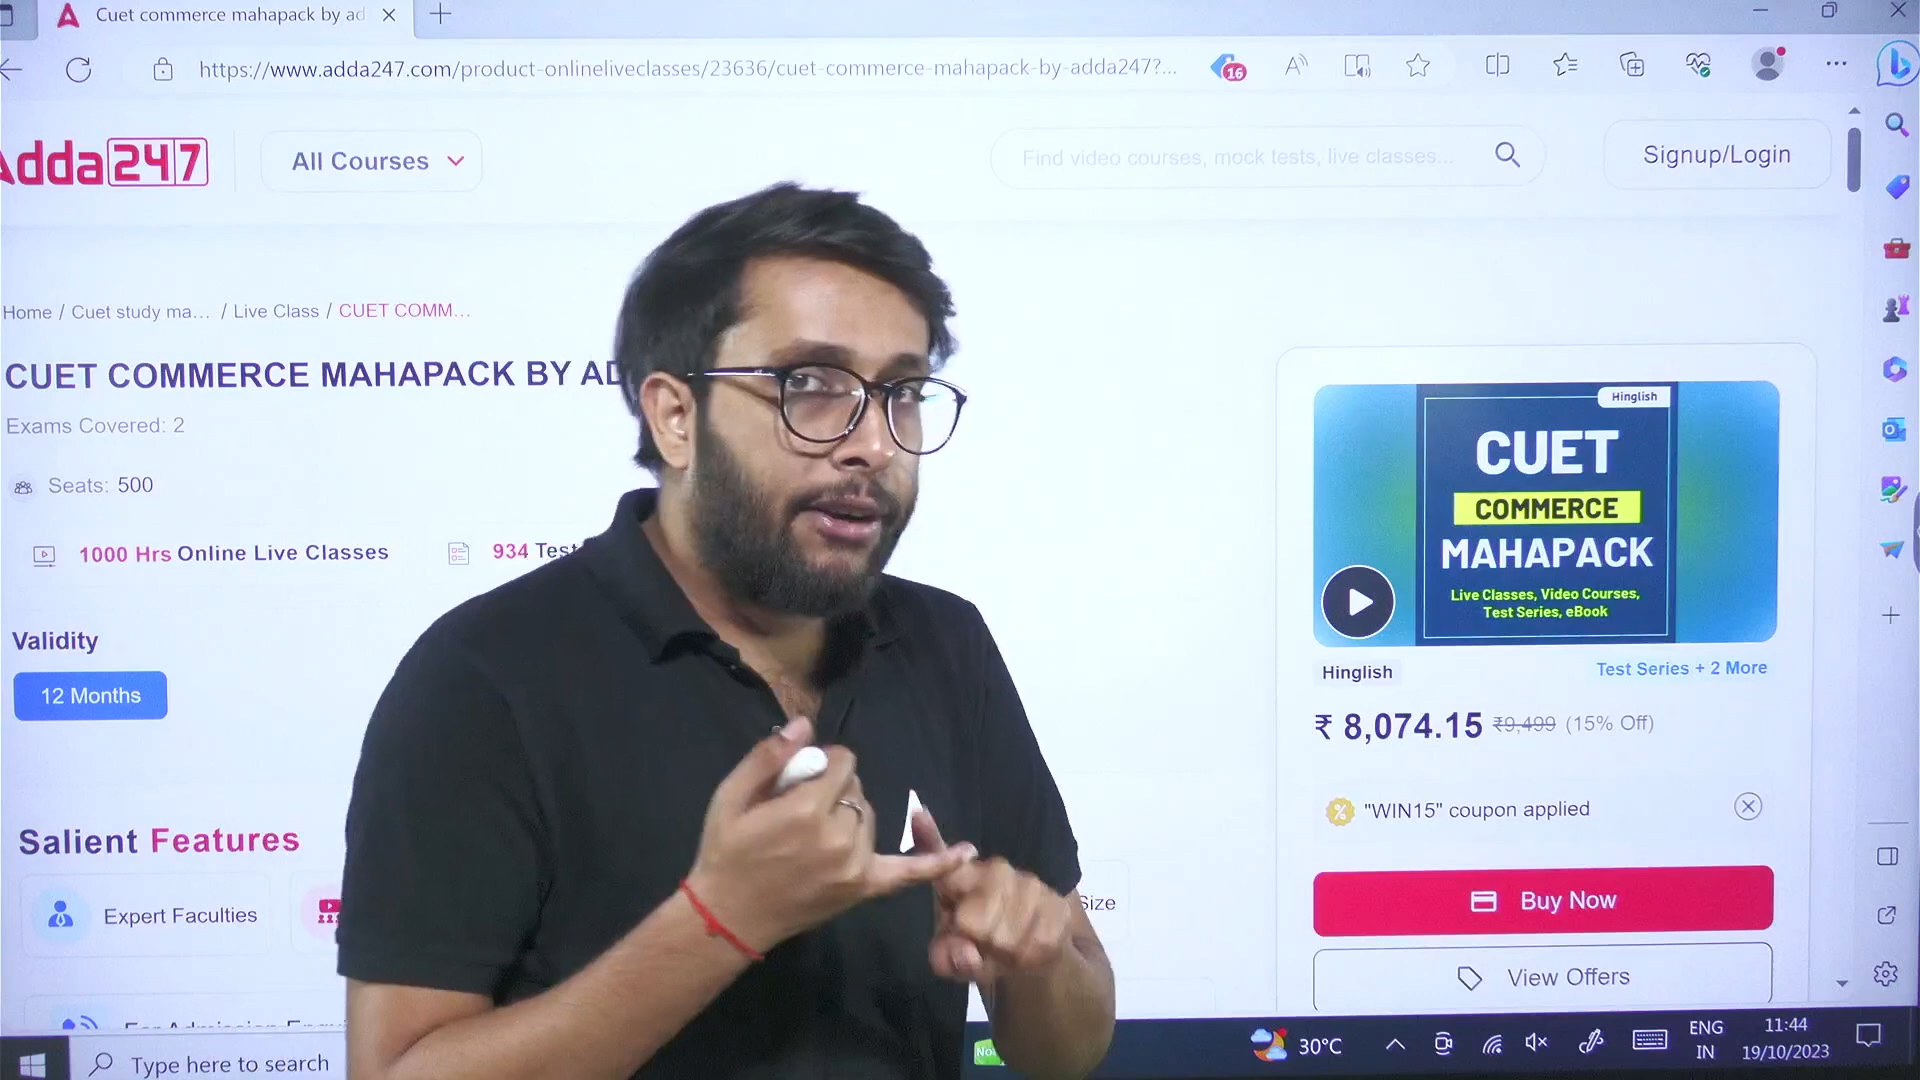 Cuet commerce mahapack by ad
https://www.adda247.com/product-onlineliveclasses/23636/cuet-commerce-mahapack-by-adda247?...
16
Adda247
All Courses
Find video courses, mock tests, live classes...
Signup/Login
Home / Cuet study ma... / Live Class / CUET COMM...
CUET COMMERCE MAHAPACK BY AD
Exams Covered: 2
Seats: 500
1000 Hrs Online Live Classes
934 Test
Validity
12 Months
Salient Features
Expert Faculties
Size
Hinglish
CUET
COMMERCE
MAHAPACK
Live Classes, Video Courses,
Test Series, eBook
Hinglish
Test Series + 2 More
₹ 8,074.15 ₹9,499 (15% Off)
"WIN15" coupon applied
Buy Now
View Offers
Type here to search
30°C
ENG
IN
11:44
19/10/2023